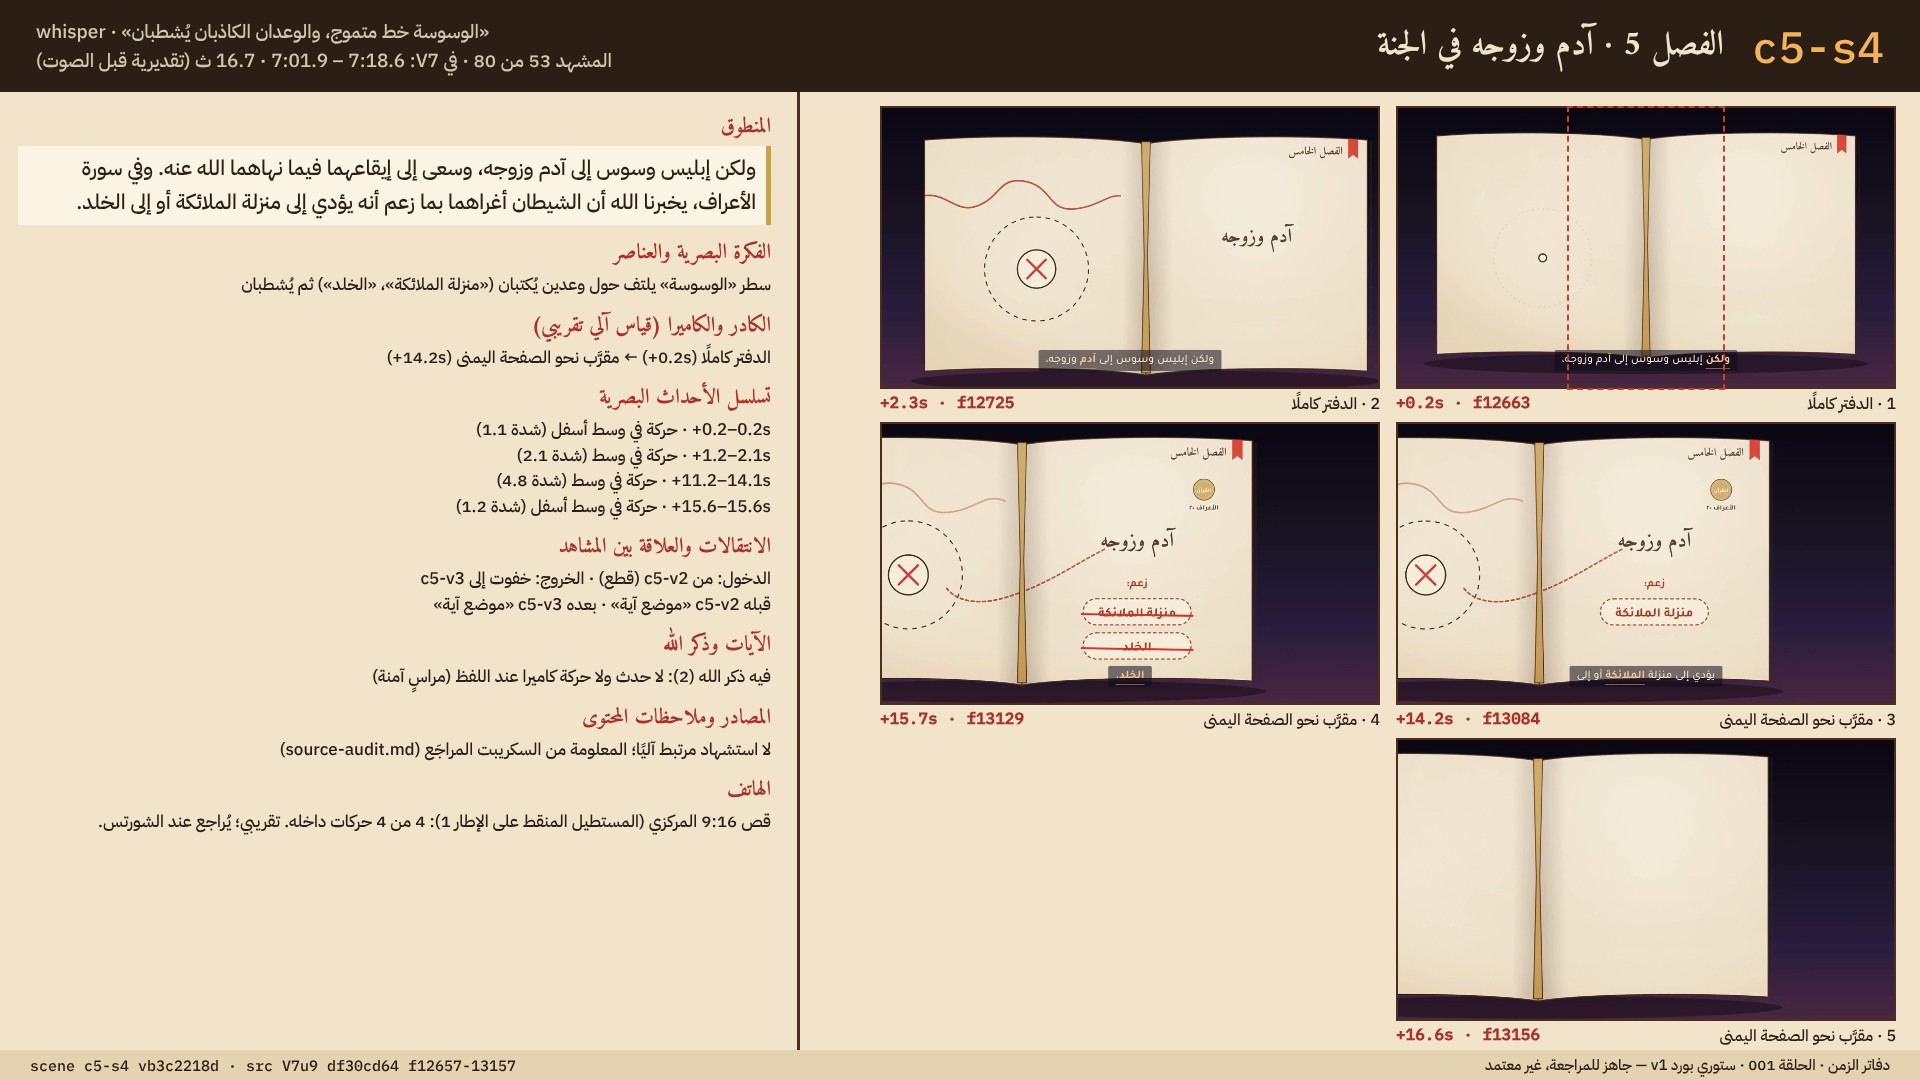 c5-s4
الفصل 5 · آدم وزوجه في الجنة
«الوسوسة خط متموج، والوعدان الكاذبان يُشطبان» · whisper
المشهد 53 من 80 · في V7: 7:01.9 – 7:18.6 · 16.7 ث (تقديرية قبل الصوت)
الفصل الخامس
ولكن إبليس وسوس إلى آدم وزوجه،
1 · الدفتر كاملًا
+0.2s · f12663
الفصل الخامس
آدم وزوجه
ولكن إبليس وسوس إلى آدم وزوجه،
2 · الدفتر كاملًا
+2.3s · f12725
الفصل الخامس
القرآن
الأعراف ٢٠
آدم وزوجه
زعم:
منزلة الملائكة
يؤدي إلى منزلة الملائكة أو إلى
3 · مقرَّب نحو الصفحة اليمنى
+14.2s · f13084
الفصل الخامس
القرآن
الأعراف ٢٠
آدم وزوجه
زعم:
منزلة الملائكة
الخلد
الخلد.
4 · مقرَّب نحو الصفحة اليمنى
+15.7s · f13129
5 · مقرَّب نحو الصفحة اليمنى
+16.6s · f13156
المنطوق
ولكن إبليس وسوس إلى آدم وزوجه، وسعى إلى إيقاعهما فيما نهاهما الله عنه. وفي سورة
الأعراف، يخبرنا الله أن الشيطان أغراهما بما زعم أنه يؤدي إلى منزلة الملائكة أو إلى الخلد.
الفكرة البصرية والعناصر
سطر «الوسوسة» يلتف حول وعدين يُكتبان («منزلة الملائكة»، «الخلد») ثم يُشطبان
الكادر والكاميرا (قياس آلي تقريبي)
الدفتر كاملًا (+0.2s) ← مقرَّب نحو الصفحة اليمنى (+14.2s)
تسلسل الأحداث البصرية
+0.2–0.2s · حركة في وسط أسفل (شدة 1.1)
+1.2–2.1s · حركة في وسط (شدة 2.1)
+11.2–14.1s · حركة في وسط (شدة 4.8)
+15.6–15.6s · حركة في وسط أسفل (شدة 1.2)
الانتقالات والعلاقة بين المشاهد
الدخول: من c5-v2 (قطع) · الخروج: خفوت إلى c5-v3
قبله c5-v2 «موضع آية» · بعده c5-v3 «موضع آية»
الآيات وذكر الله
فيه ذكر الله (2): لا حدث ولا حركة كاميرا عند اللفظ (مراسٍ آمنة)
المصادر وملاحظات المحتوى
لا استشهاد مرتبط آليًا؛ المعلومة من السكريبت المراجَع (source-audit.md)
الهاتف
قص 9:16 المركزي (المستطيل المنقط على الإطار 1): 4 من 4 حركات داخله. تقريبي؛ يُراجع عند الشورتس.
دفاتر الزمن · الحلقة 001 · ستوري بورد v1 — جاهز للمراجعة، غير معتمد
scene c5-s4 vb3c2218d · src V7u9 df30cd64 f12657-13157